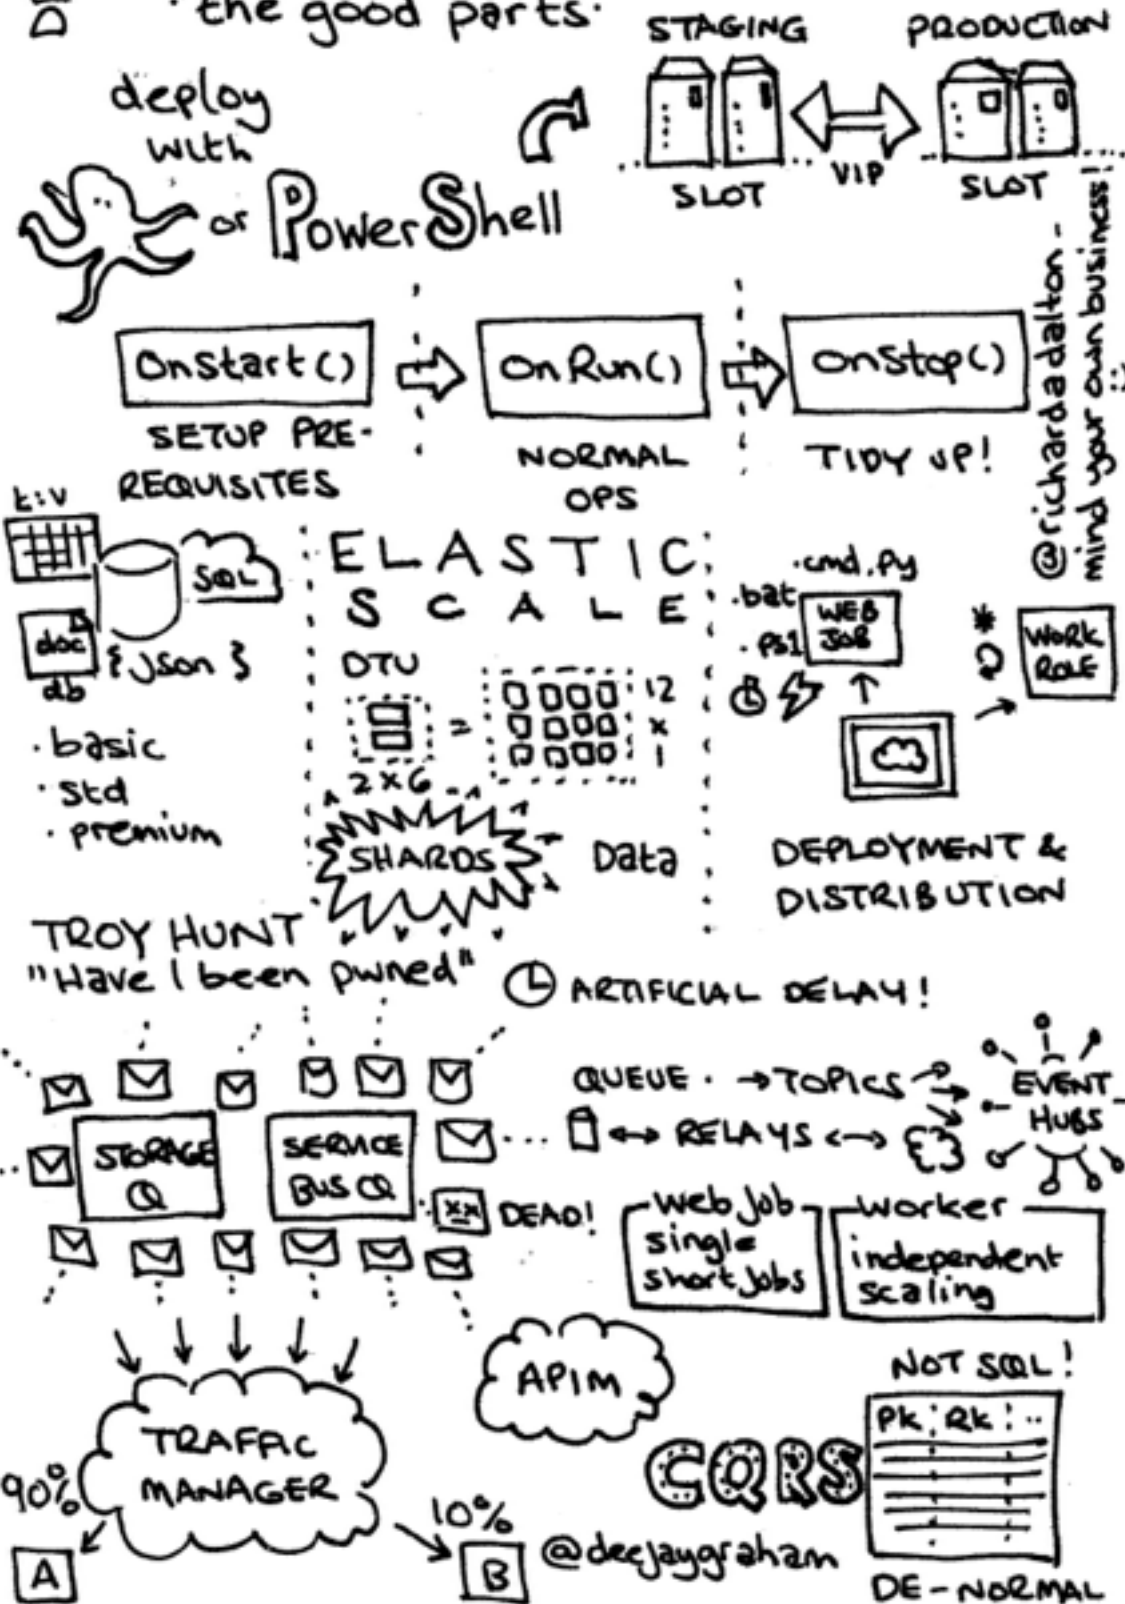 the good parts.
STAGING
PRODUCTION
deploy
with
or PowerShell
SLOT
VIP
SLOT
@richardadalton -
mind your own business!
OnStart()
OnRun()
OnStop()
SETUP PRE-
REQUISITES
NORMAL
OPS
TIDY UP!
k:v
SQL
doc
db
{json}
. basic
. std
. premium
ELASTIC
SCALE
DTU
=
12
x
1
2x6
SHARDS
Data
.cmd .py
.bat
.ps1
WEB
JOB
*
WORK
ROLE
DEPLOYMENT &
DISTRIBUTION
TROY HUNT
"Have I been pwned"
ARTIFICIAL DELAY!
STORAGE
Q
SERVICE
BUS Q
xx
DEAD!
QUEUE . → TOPICS
RELAYS
EVENT
HUBS
Web job
single
short jobs
Worker
independent
scaling
TRAFFIC
MANAGER
90%
A
10%
B
APIM
NOT SQL!
PK RK ..
CQRS
@deejaygraham
DE-NORMAL